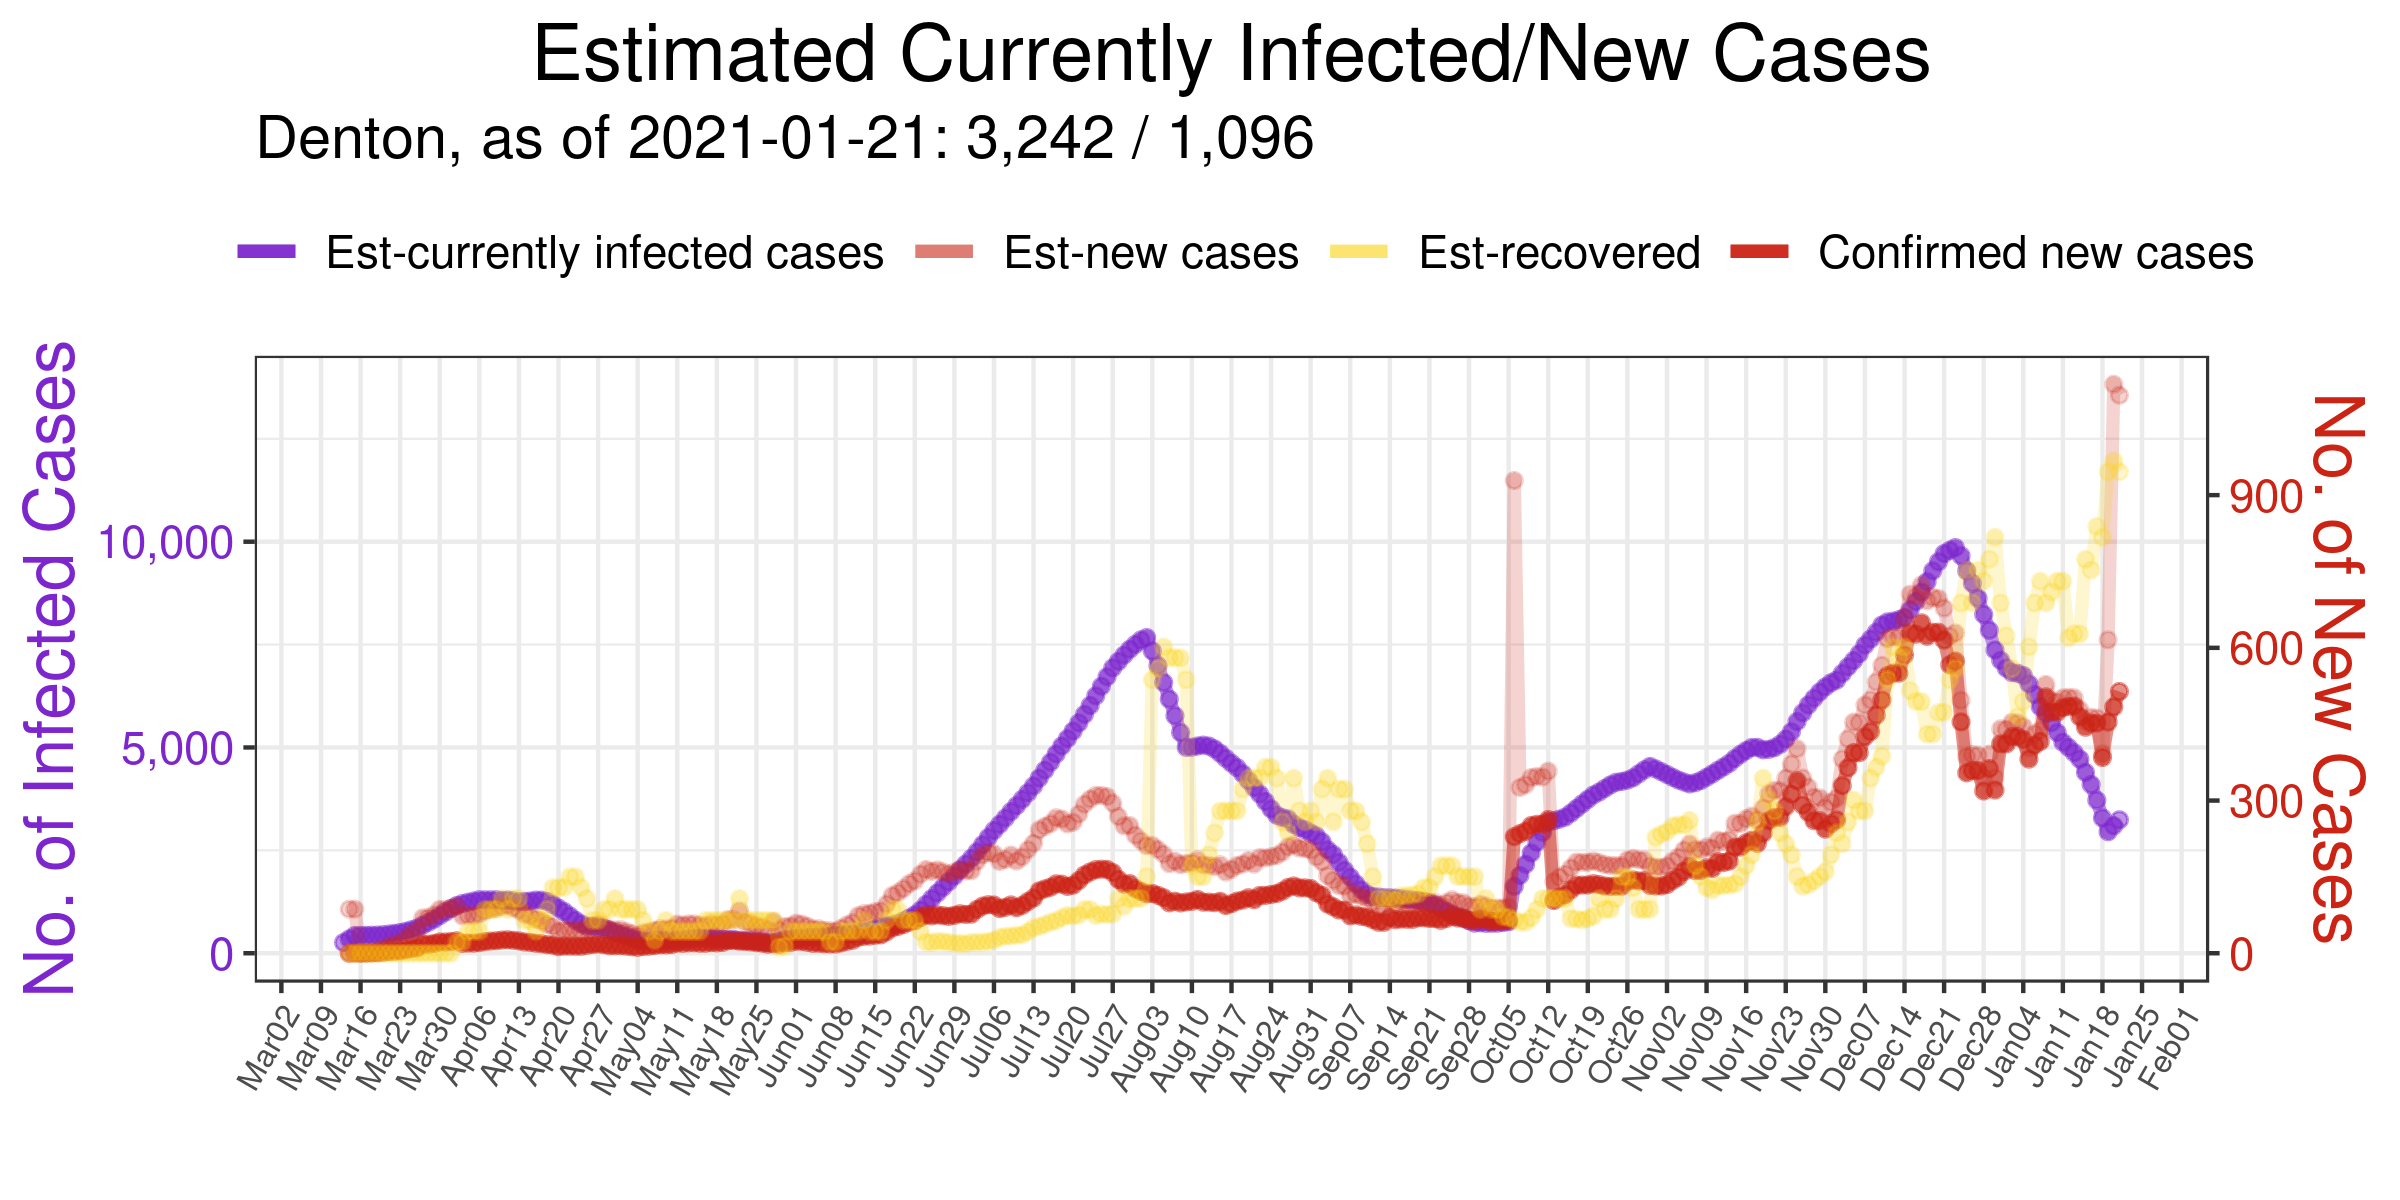 Estimated Currently Infected/New Cases
Denton, as of 2021-01-21: 3,242 / 1,096
Est-currently infected cases
Est-new cases
Est-recovered
Confirmed new cases
No. of Infected Cases
10,000
5,000
0
No. of New Cases
900
600
300
0
Mar02
Mar09
Mar16
Mar23
Mar30
Apr06
Apr13
Apr20
Apr27
May04
May11
May18
May25
Jun01
Jun08
Jun15
Jun22
Jun29
Jul06
Jul13
Jul20
Jul27
Aug03
Aug10
Aug17
Aug24
Aug31
Sep07
Sep14
Sep21
Sep28
Oct05
Oct12
Oct19
Oct26
Nov02
Nov09
Nov16
Nov23
Nov30
Dec07
Dec14
Dec21
Dec28
Jan04
Jan11
Jan18
Jan25
Feb01